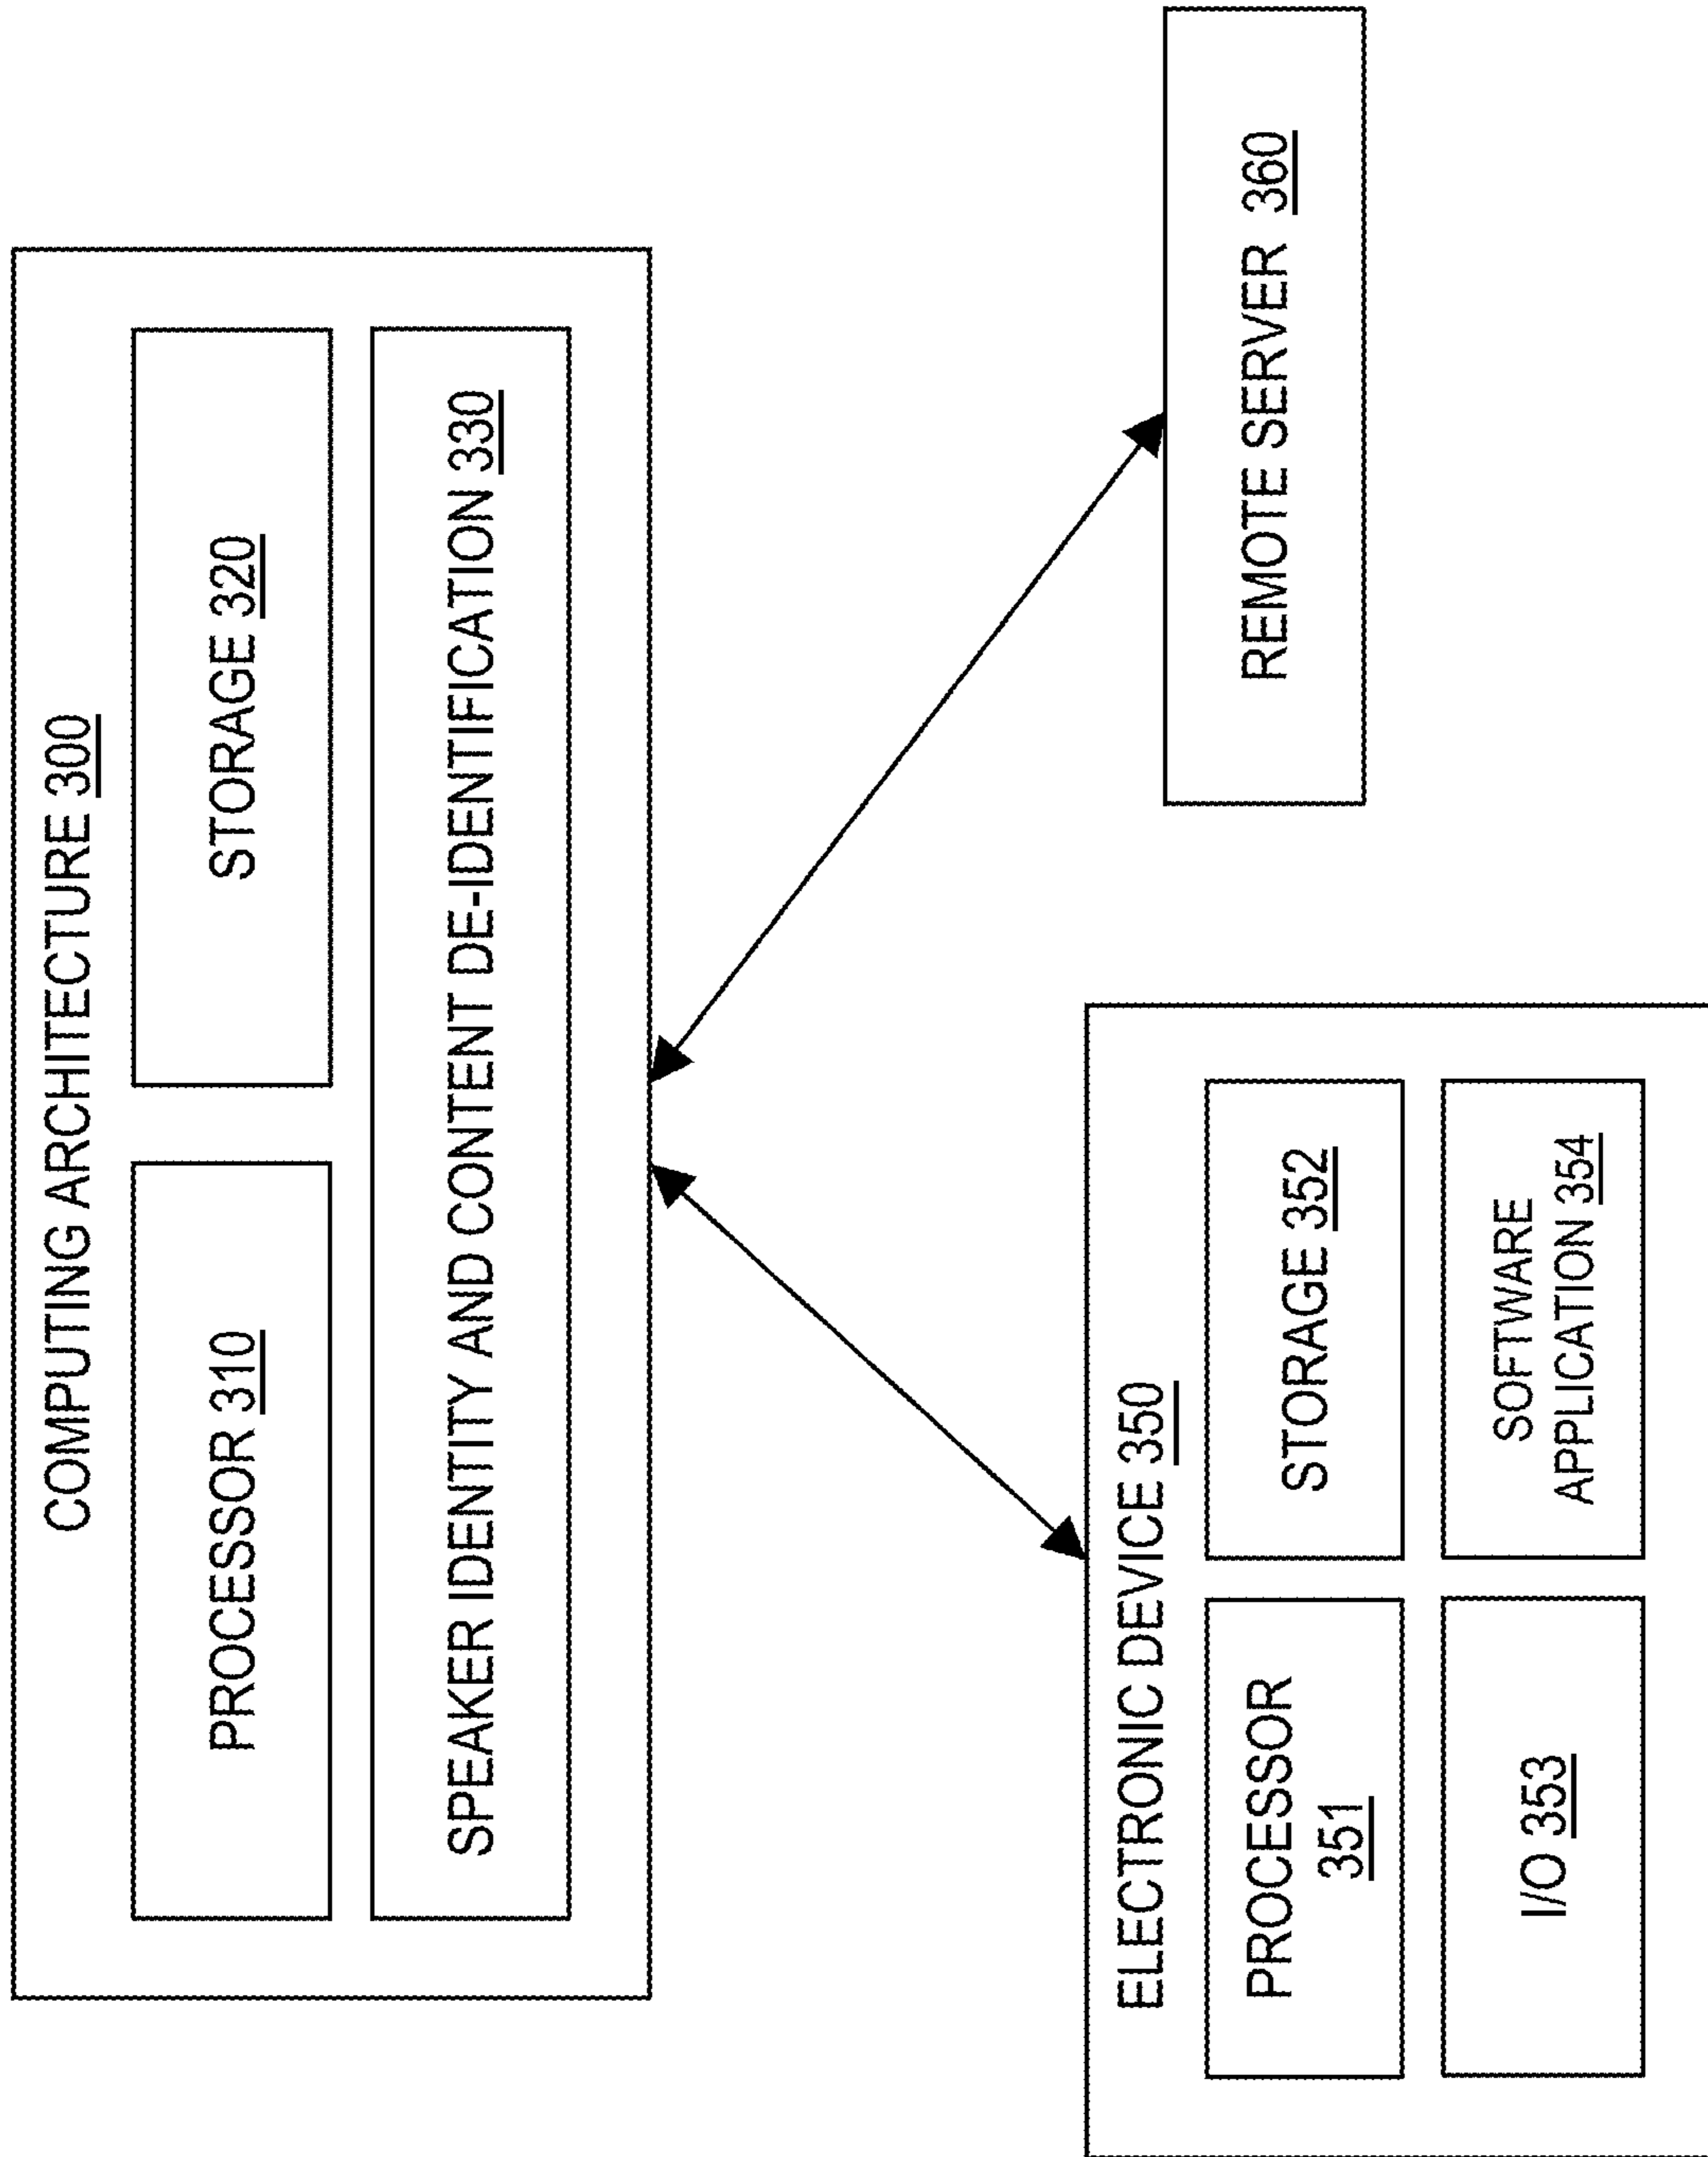 COMPUTING ARCHITECTURE 300
PROCESSOR 310
STORAGE 320
SPEAKER IDENTITY AND CONTENT DE-IDENTIFICATION 330
ELECTRONIC DEVICE 350
PROCESSOR
351
STORAGE 352
I/O 353
SOFTWARE
APPLICATION 354
REMOTE SERVER 360